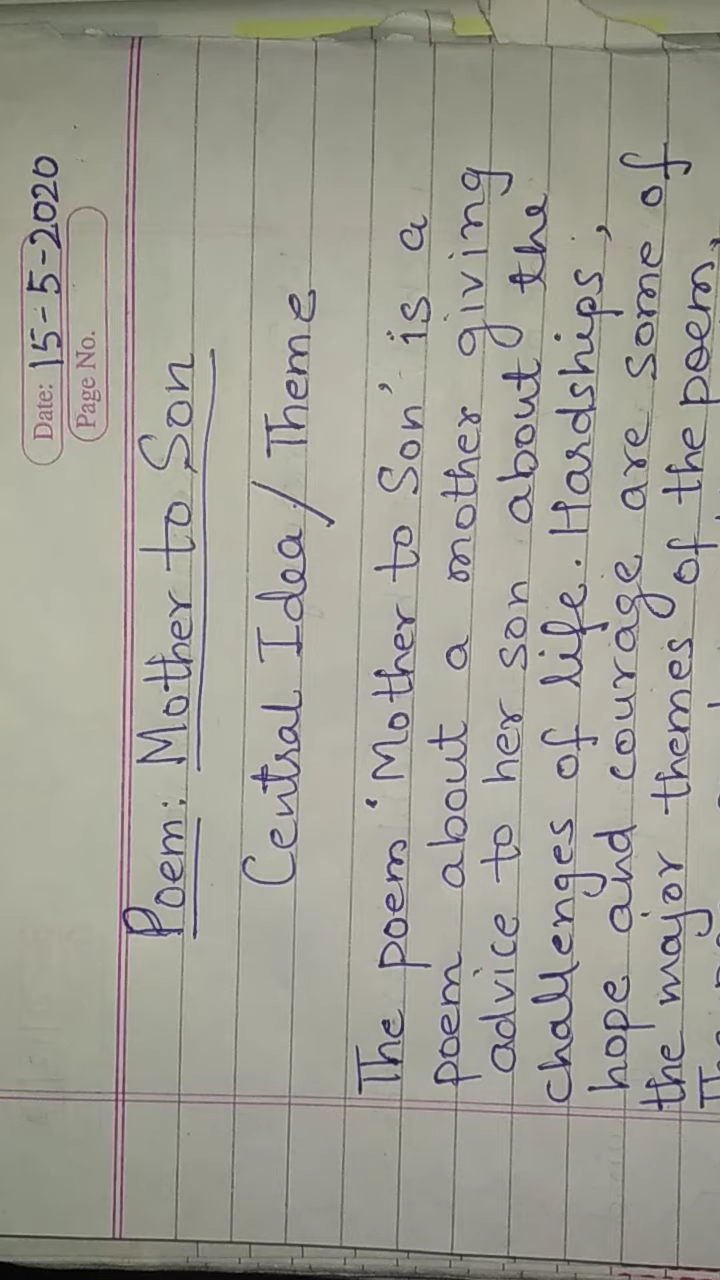 Date: 15-5-2020
Page No.
Poem: Mother to Son
Central Idea/Theme
The poem 'Mother to Son' is a
poem about a mother giving
advice to her son about the
challenges of life. Hardships,
hope and courage are some of
the major themes of the poem.